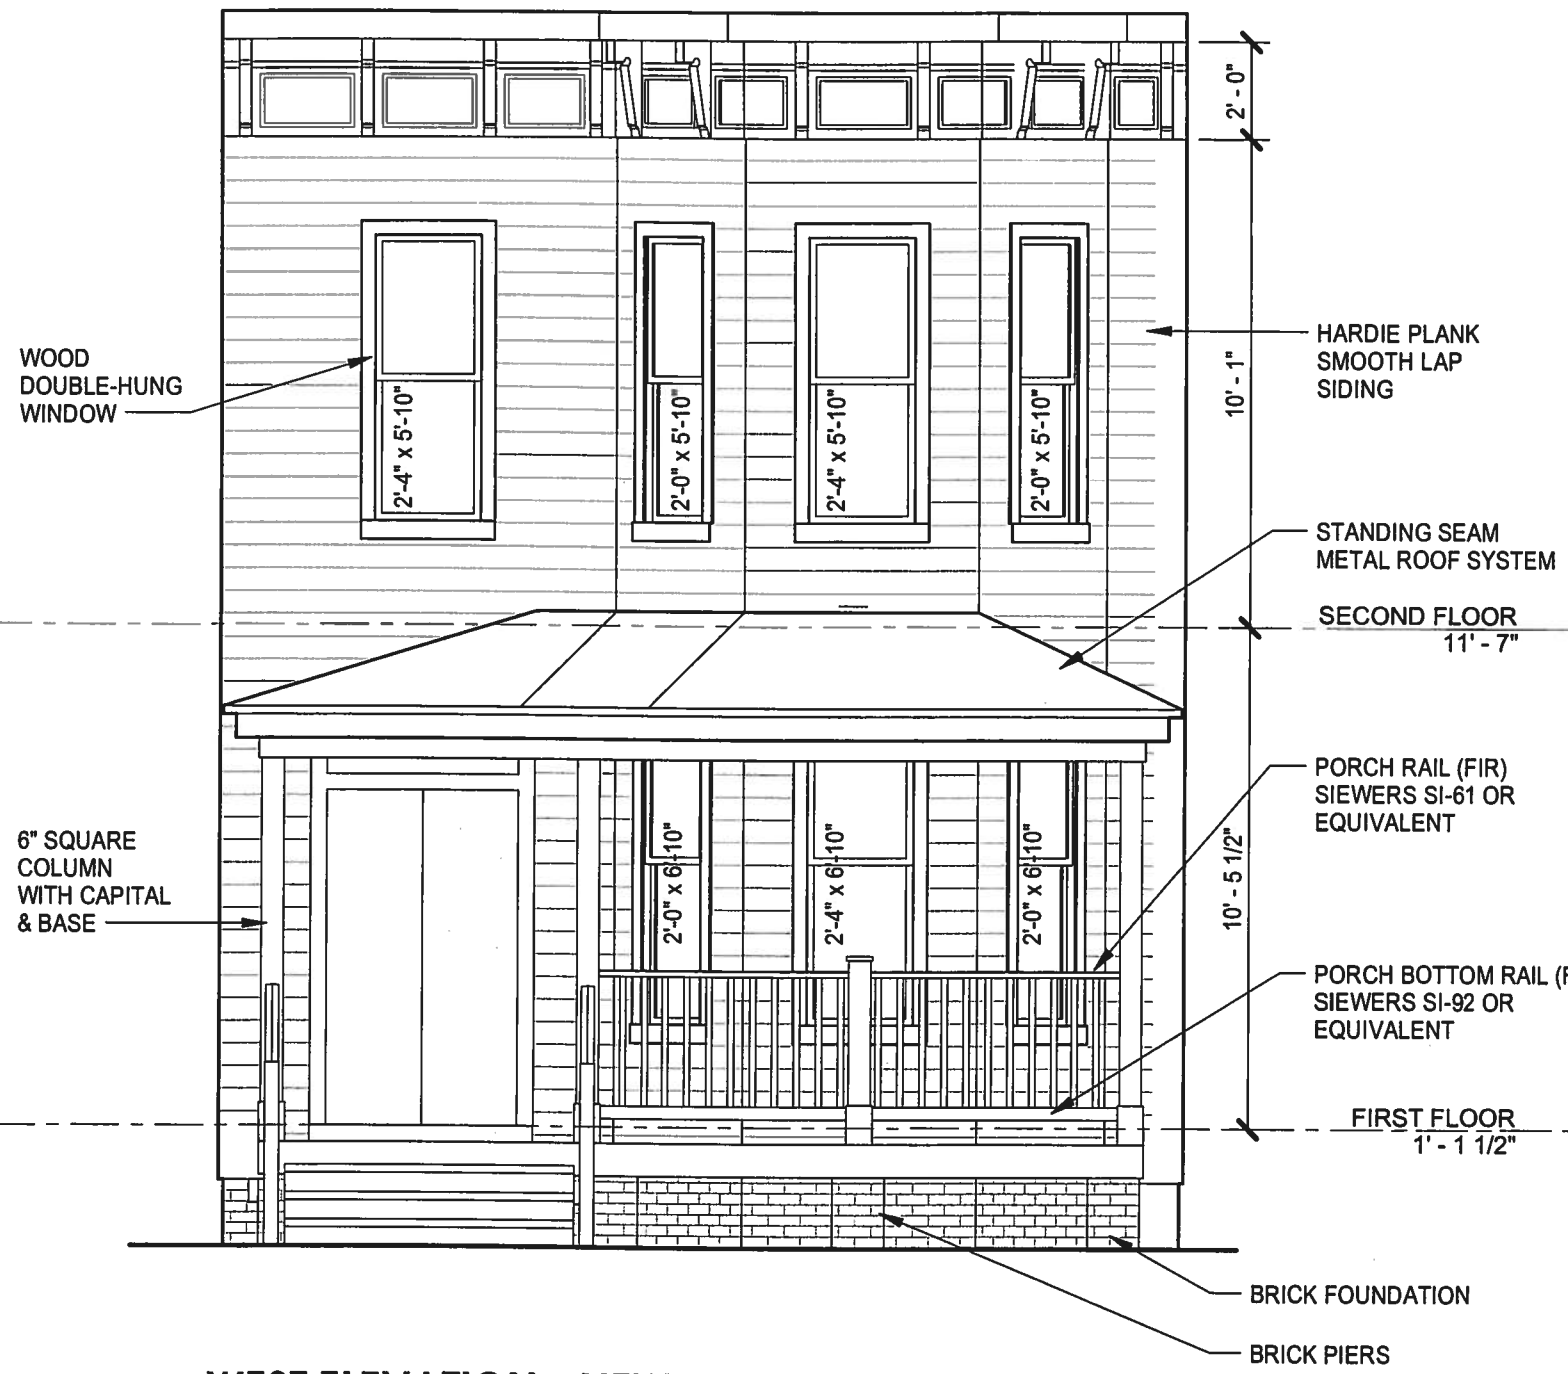 2' - 0"
WOOD
DOUBLE-HUNG
WINDOW
HARDIE PLANK
SMOOTH LAP
SIDING
10' - 1"
2'-4" x 5'-10"
2'-0" x 5'-10"
2'-4" x 5'-10"
2'-0" x 5'-10"
STANDING SEAM
METAL ROOF SYSTEM
SECOND FLOOR
11' - 7"
PORCH RAIL (FIR)
SIEWERS SI-61 OR
EQUIVALENT
6" SQUARE
COLUMN
WITH CAPITAL
& BASE
2'-0" x 6'-10"
2'-4" x 6'-10"
2'-0" x 6'-10"
10' - 5 1/2"
PORCH BOTTOM RAIL (F
SIEWERS SI-92 OR
EQUIVALENT
FIRST FLOOR
1' - 1 1/2"
BRICK FOUNDATION
BRICK PIERS
WEST ELEVATION